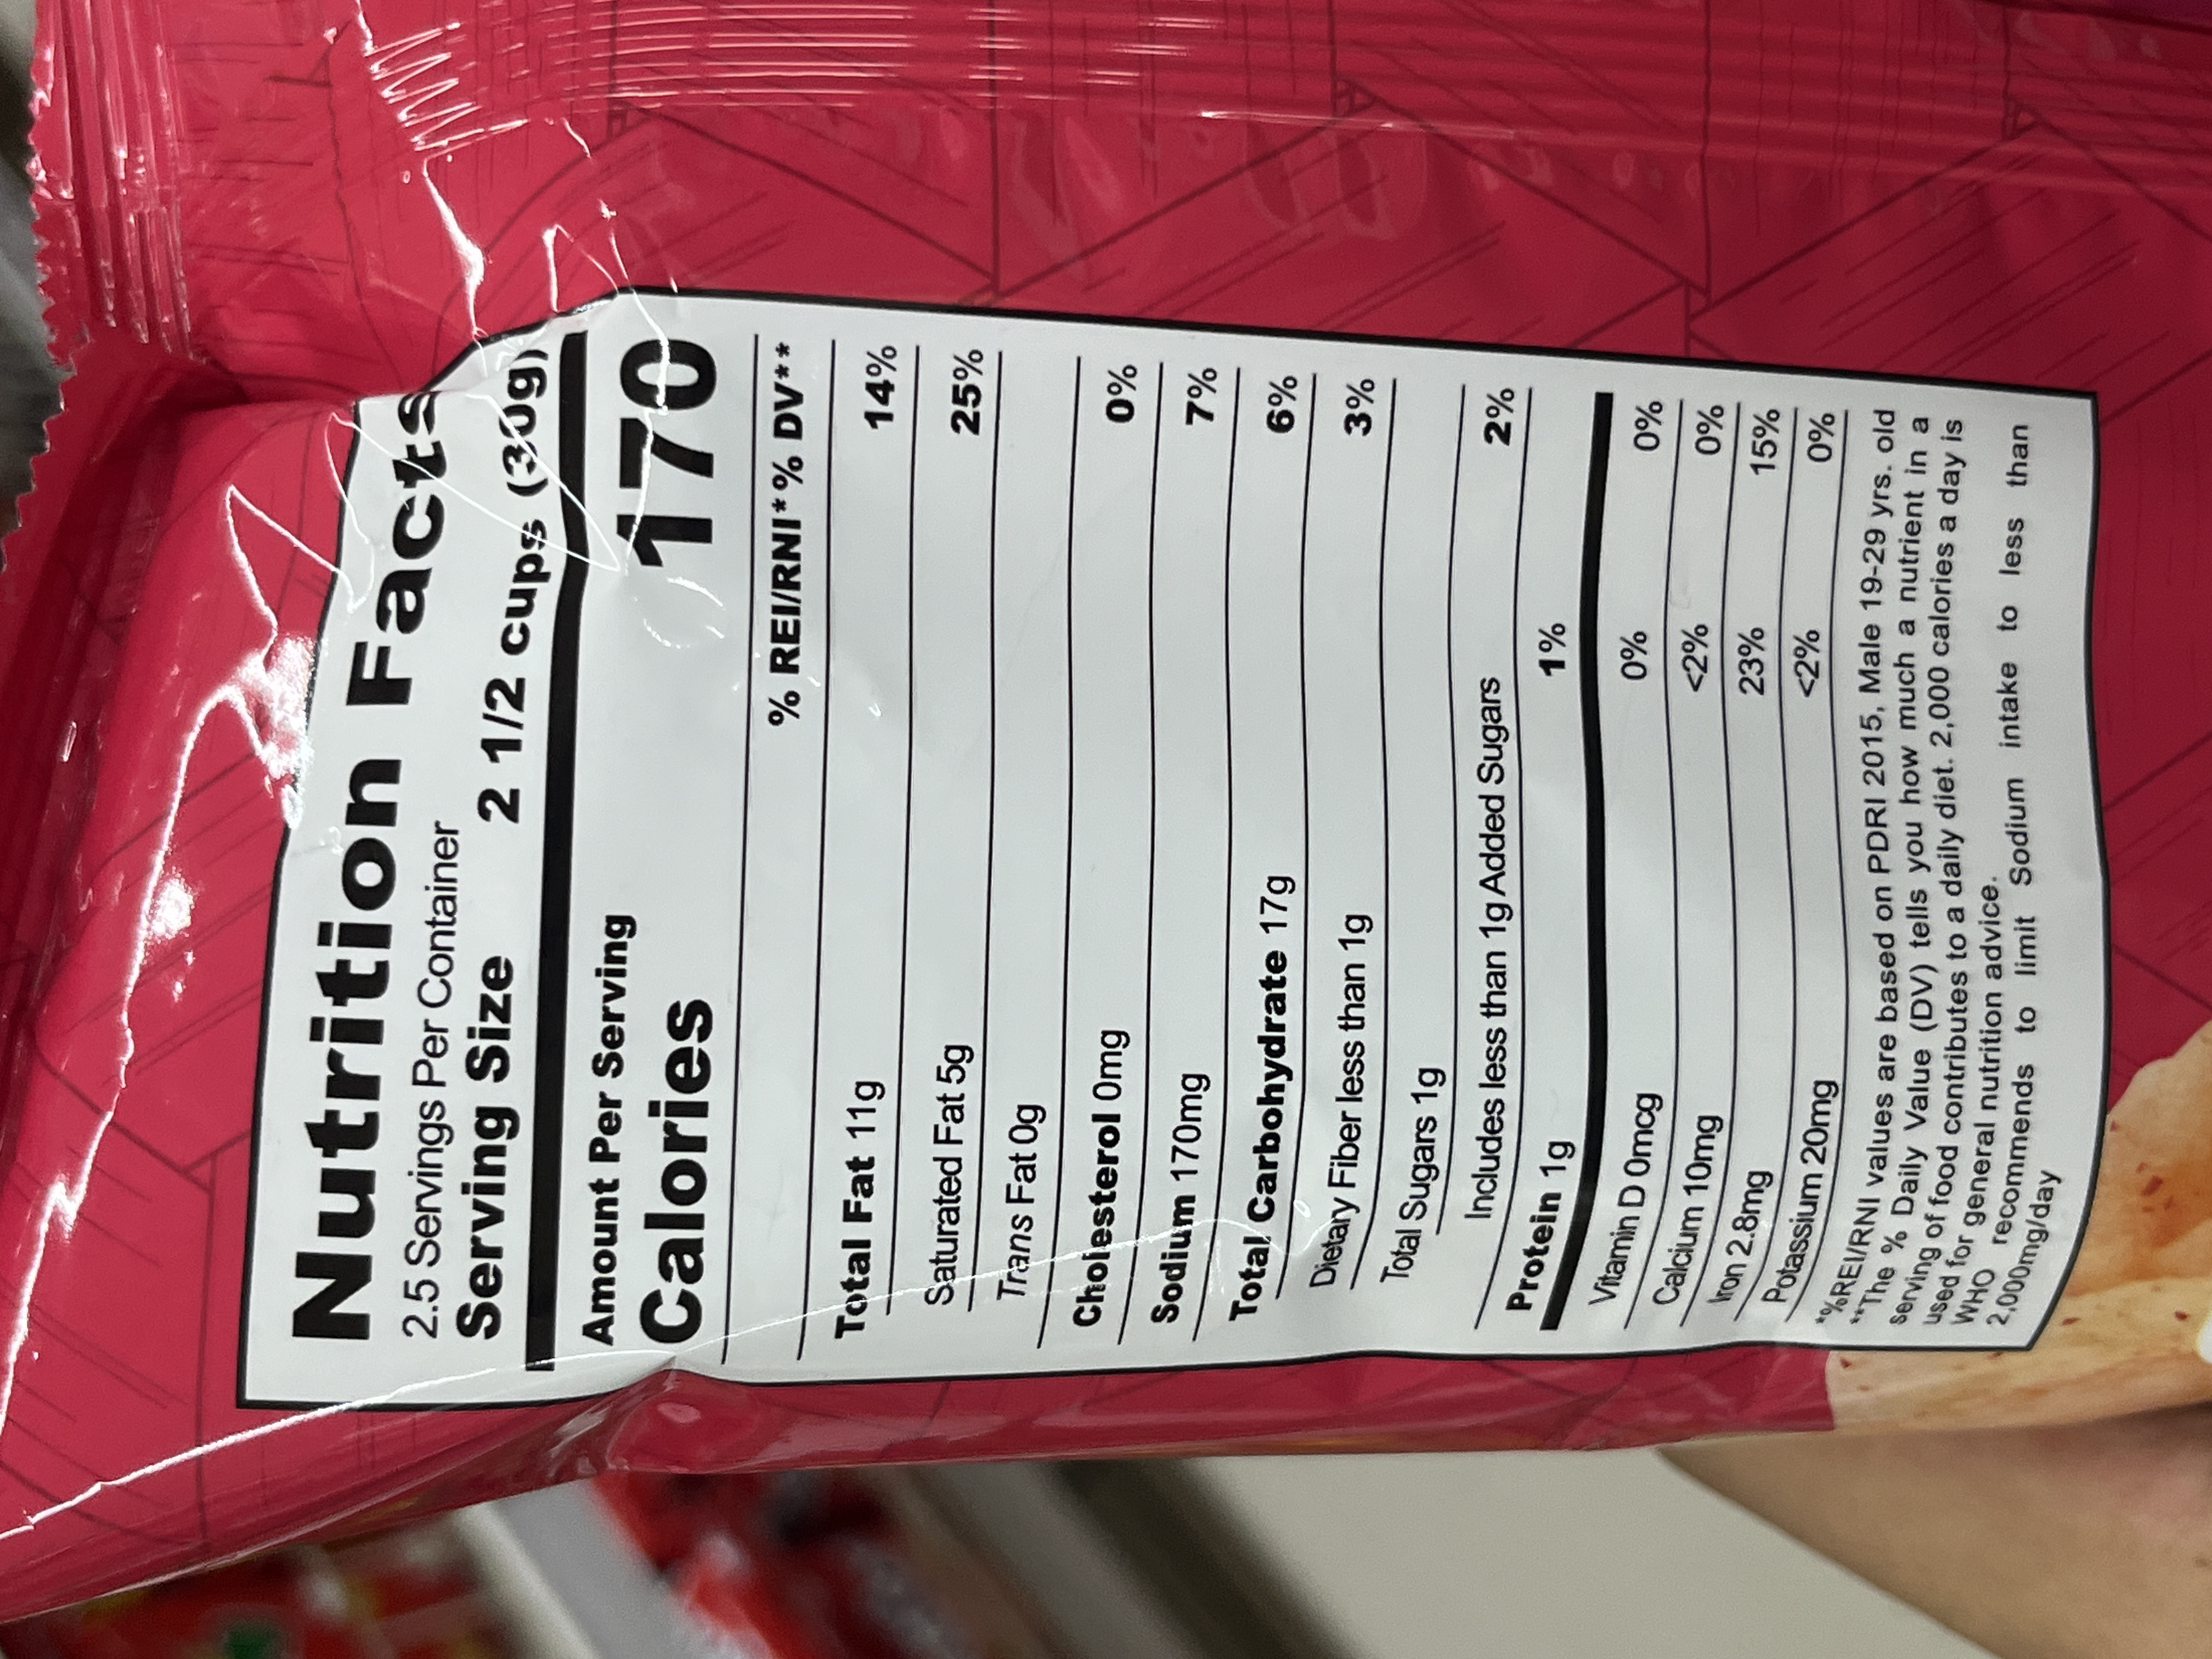 Nutrition Facts
2.5 Servings Per Container
Serving Size 2 1/2 cups (30g)
Amount Per Serving
Calories 170
% REI/RNI* % DV**
Total Fat 11g 14%
Saturated Fat 5g 25%
Trans Fat 0g
Cholesterol 0mg 0%
Sodium 170mg 7%
Total Carbohydrate 17g 6%
Dietary Fiber less than 1g 3%
Total Sugars 1g
Includes less than 1g Added Sugars 2%
Protein 1g 1%
Vitamin D 0mcg 0% 0%
Calcium 10mg <2% 0%
Iron 2.8mg 23% 15%
Potassium 20mg <2% 0%
*%REI/RNI values are based on PDRI 2015, Male 19-29 yrs. old
**The % Daily Value (DV) tells you how much a nutrient in a
serving of food contributes to a daily diet. 2,000 calories a day is
used for general nutrition advice.
WHO recommends to limit Sodium intake to less than
2,000mg/day